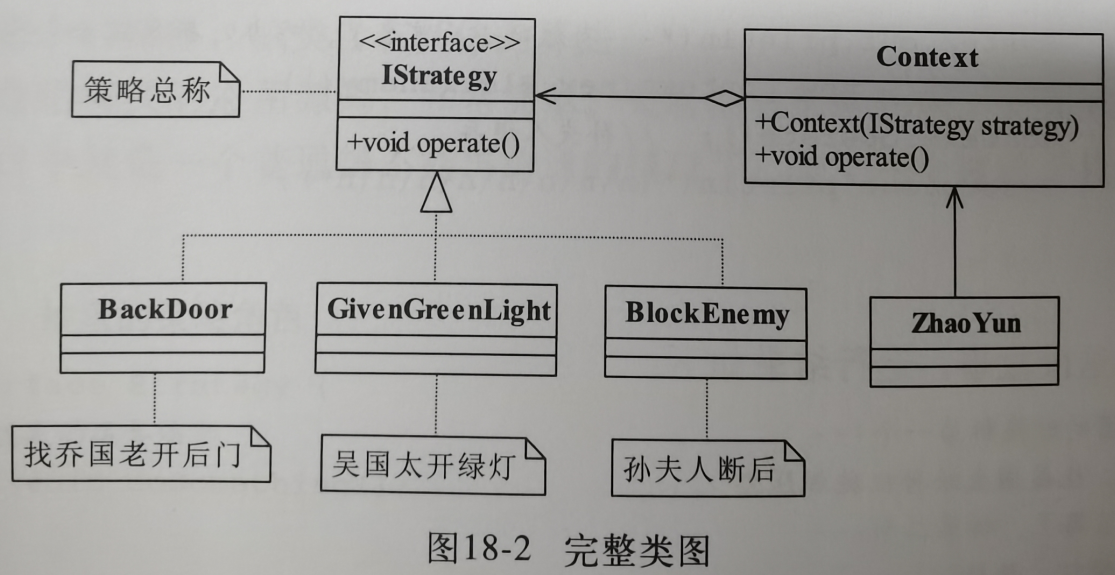 <<interface>>
IStrategy
+void operate()
策略总称
Context
+Context(IStrategy strategy)
+void operate()
BackDoor
GivenGreenLight
BlockEnemy
ZhaoYun
找乔国老开后门
吴国太开绿灯
孙夫人断后
图18-2 完整类图